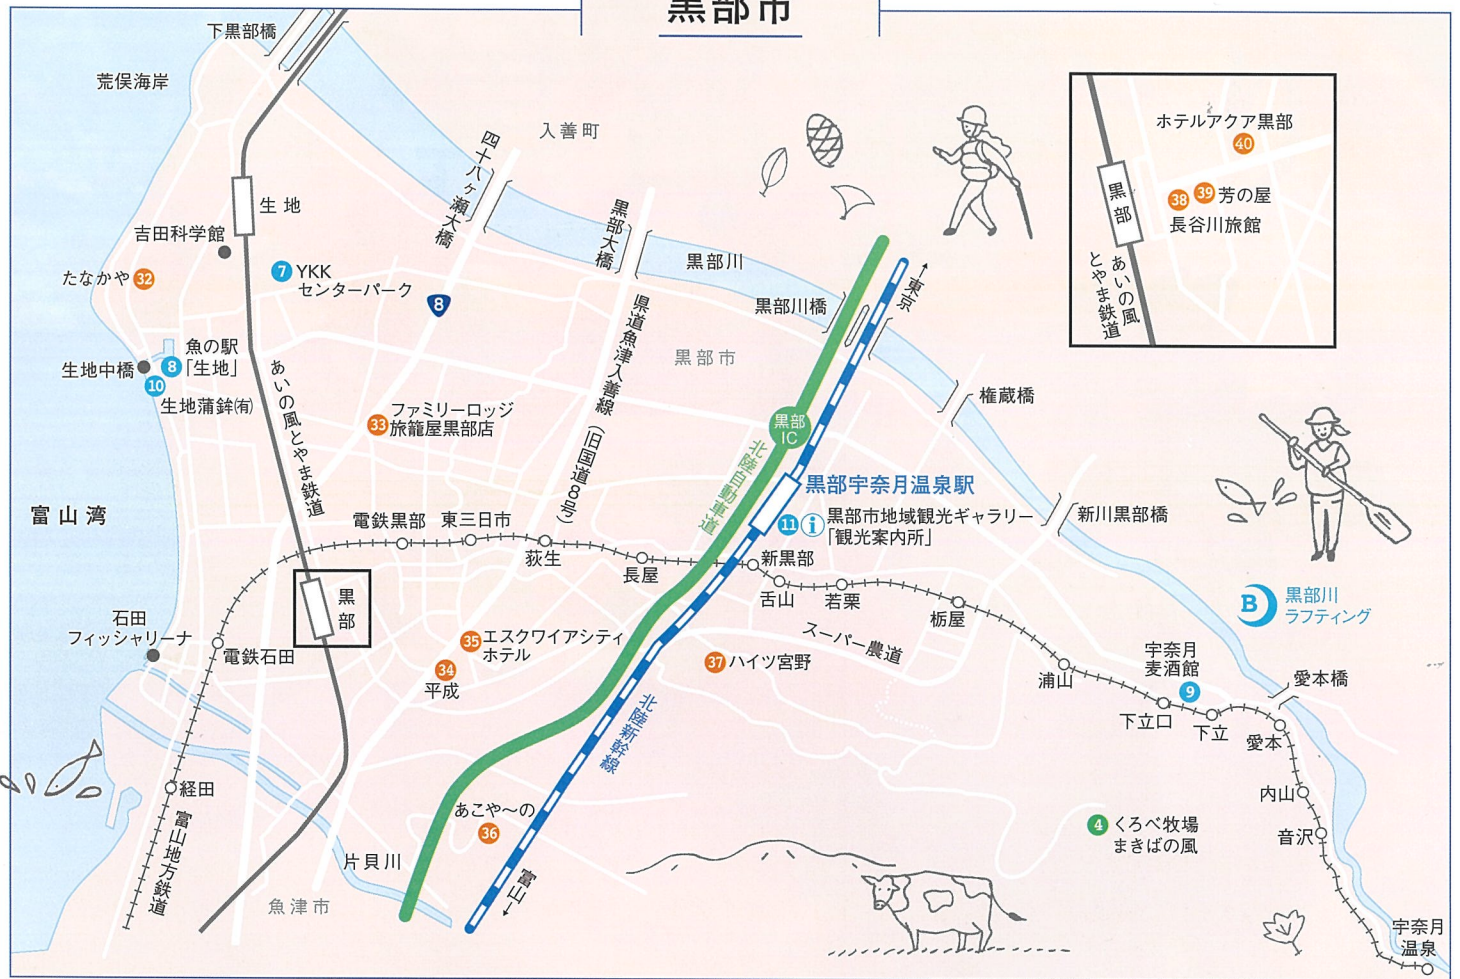 黒部市
下黒部橋
荒俣海岸
入善町
四十八ヶ瀬大橋
黒部大橋
黒部川
黒部川橋
←東京
生地
吉田科学館
たなかや 32
7 YKK
センターパーク
8
県道魚津入善線（旧国道8号）
黒部市
魚の駅
8「生地」
生地中橋
10
生地蒲鉾㈲
あいの風とやま鉄道
33 ファミリーロッジ
旅籠屋黒部店
黒部
IC
北陸自動車道
権蔵橋
ホテルアクア黒部
40
38 39 芳の屋
長谷川旅館
黒部
あいの風
とやま鉄道
富山湾
黒部宇奈月温泉駅
11 i 黒部市地域観光ギャラリー
「観光案内所」
新川黒部橋
電鉄黒部
東三日市
荻生
長屋
新黒部
舌山
若栗
栃屋
浦山
下立口
下立
愛本
内山
音沢
宇奈月
温泉
黒部
石田
フィッシャリーナ
電鉄石田
35 エスクワイアシティ
ホテル
34
平成
37 ハイツ宮野
スーパー農道
B 黒部川
ラフティング
宇奈月
麦酒館
9
愛本橋
北陸新幹線
経田
富山地方鉄道
あこや～の
36
片貝川
魚津市
富山→
4 くろべ牧場
まきばの風